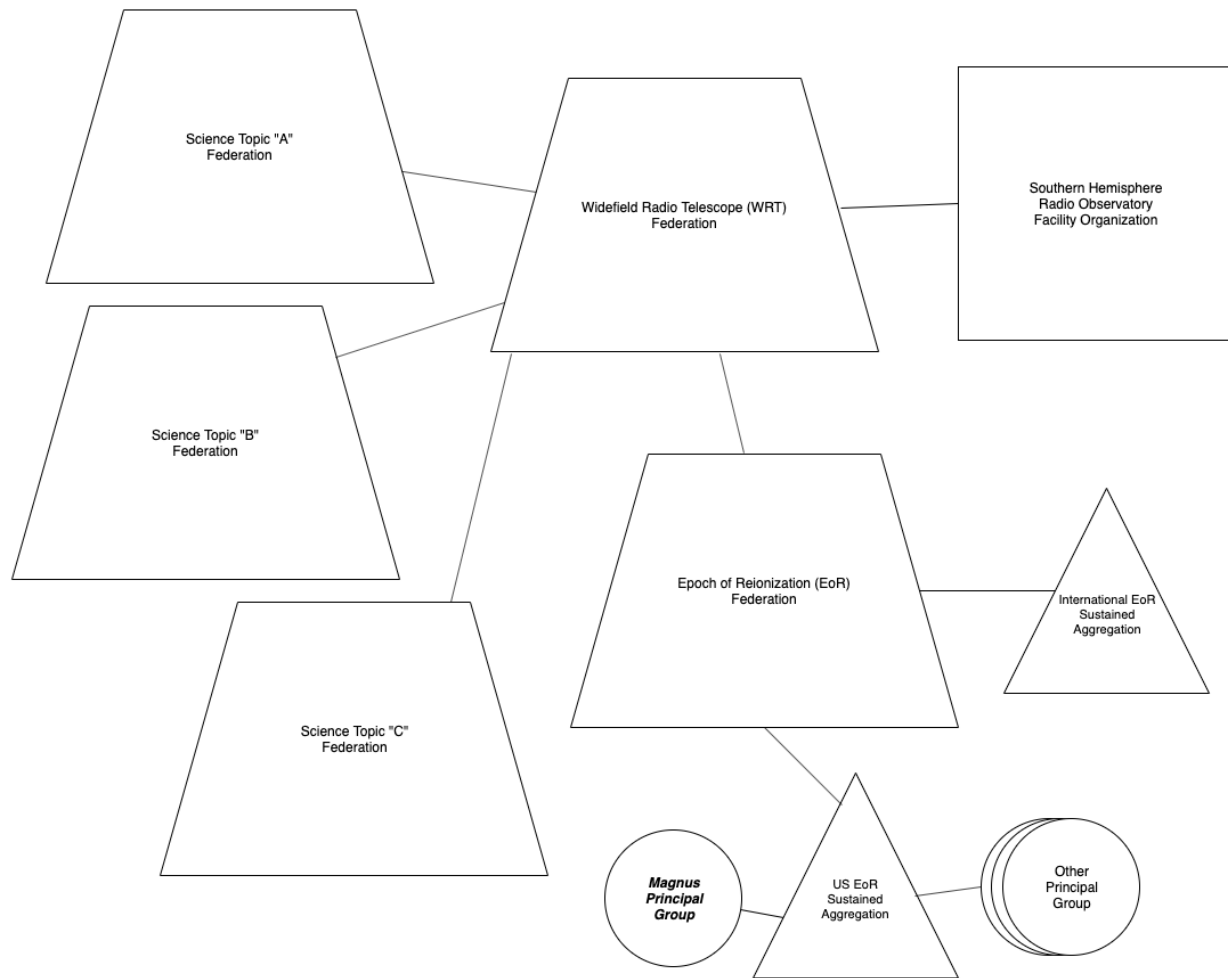 Science Topic "A"
Federation
Widefield Radio Telescope (WRT)
Federation
Southern Hemisphere
Radio Observatory
Facility Organization
Science Topic "B"
Federation
Epoch of Reionization (EoR)
Federation
International EoR
Sustained
Aggregation
Science Topic "C"
Federation
Magnus
Principal
Group
US EoR
Sustained
Aggregation
Other
Principal
Group